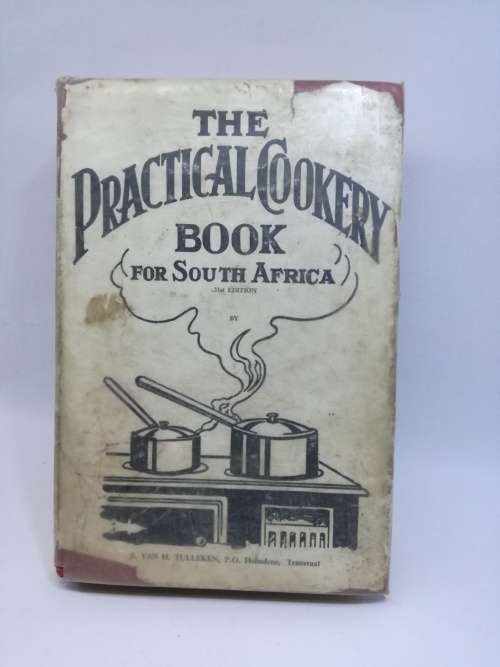 THE
PRACTICAL COOKERY
BOOK
FOR SOUTH AFRICA
31st EDITION
BY
S. VAN H. TULLEKEN, P.O. Holmdene, Transvaal